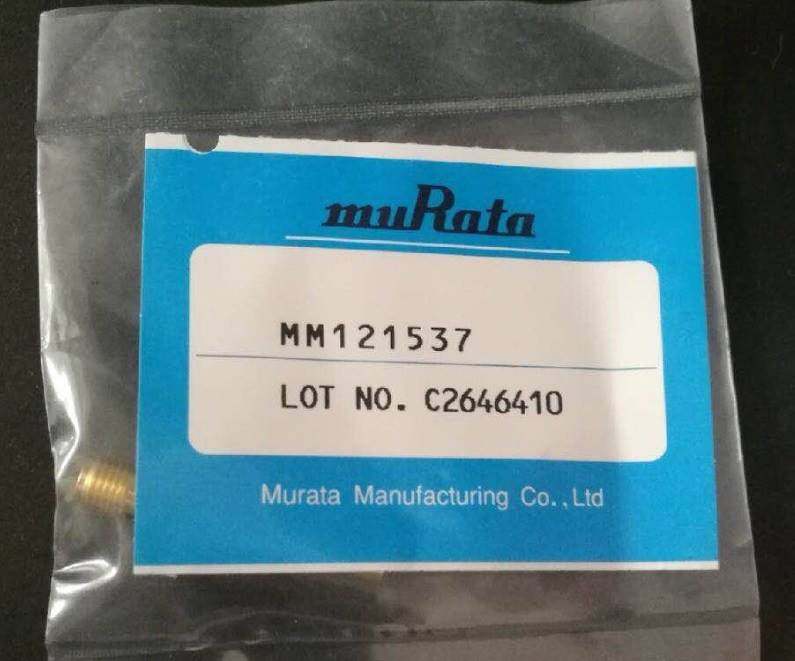 muRata
MM121537
LOT NO. C2646410
Murata Manufacturing Co.,Ltd